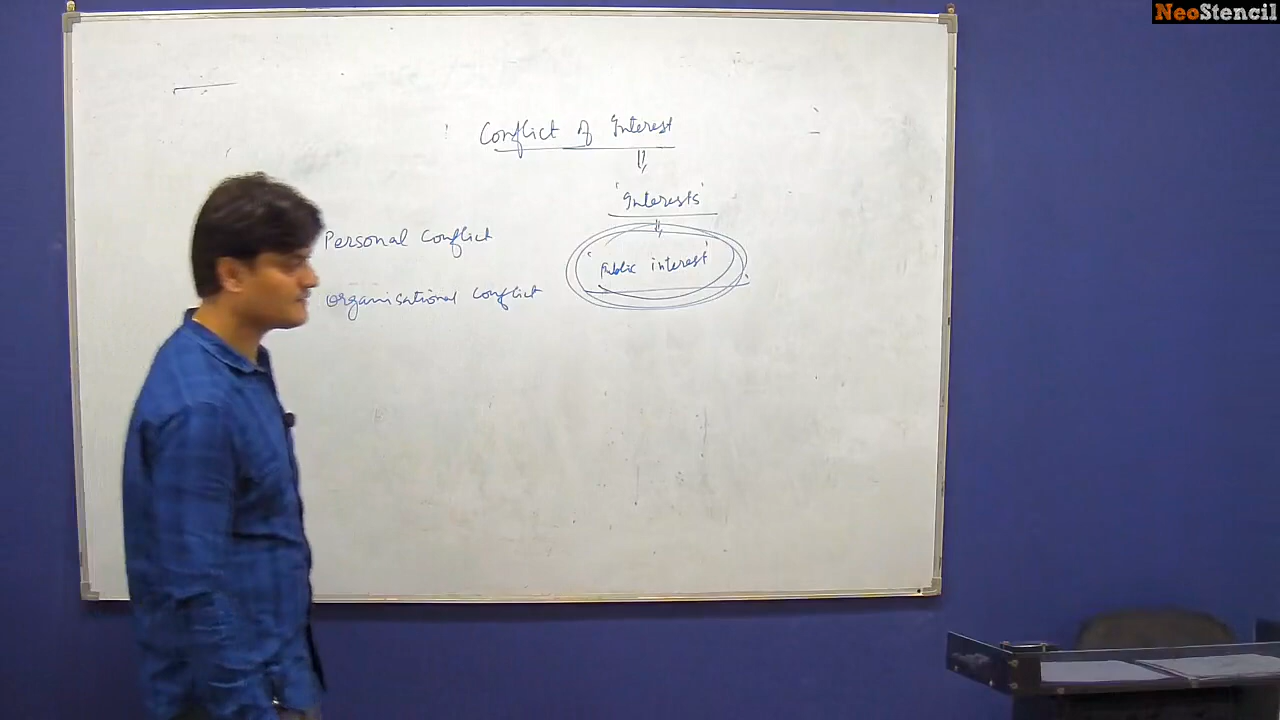 NeoStencil
Conflict of Interest
'Interests'
Personal Conflict
'Public interest'
Organisational Conflict